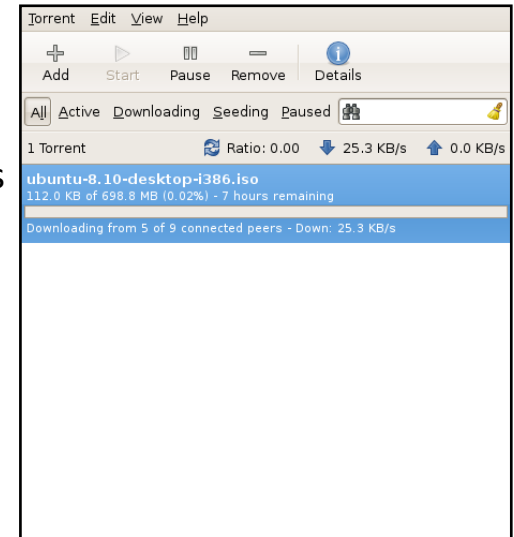 Torrent Edit View Help
Add Start Pause Remove Details
All Active Downloading Seeding Paused
1 Torrent Ratio: 0.00 25.3 KB/s 0.0 KB/s
s
ubuntu-8.10-desktop-i386.iso
112.0 KB of 698.8 MB (0.02%) - 7 hours remaining
Downloading from 5 of 9 connected peers - Down: 25.3 KB/s